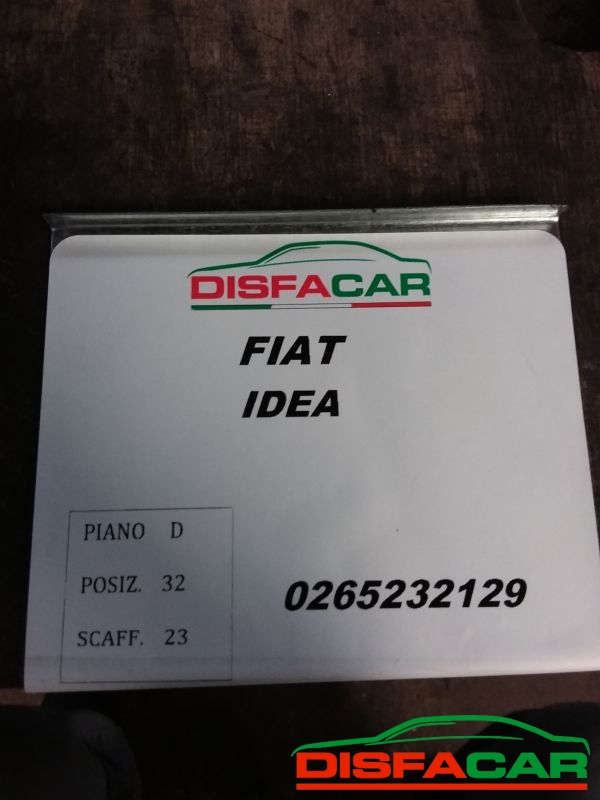 DISFACAR
FIAT
IDEA
PIANO D
POSIZ. 32
SCAFF. 23
0265232129
DISFACAR